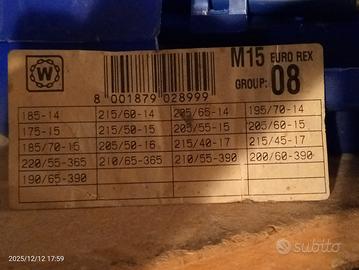 W
M15 EURO REX
GROUP: 08
8 001879 028999
185-14 215/60-14 205/65-14 195/70-14
175-15 215/50-15 205/55-15 205/60-15
185/70-15 205/50-16 215/40-17 215/45-17
220/55-365 210/65-365 210/55-390 200/60-390
190/65-390
2025/12/12 17:59
subito